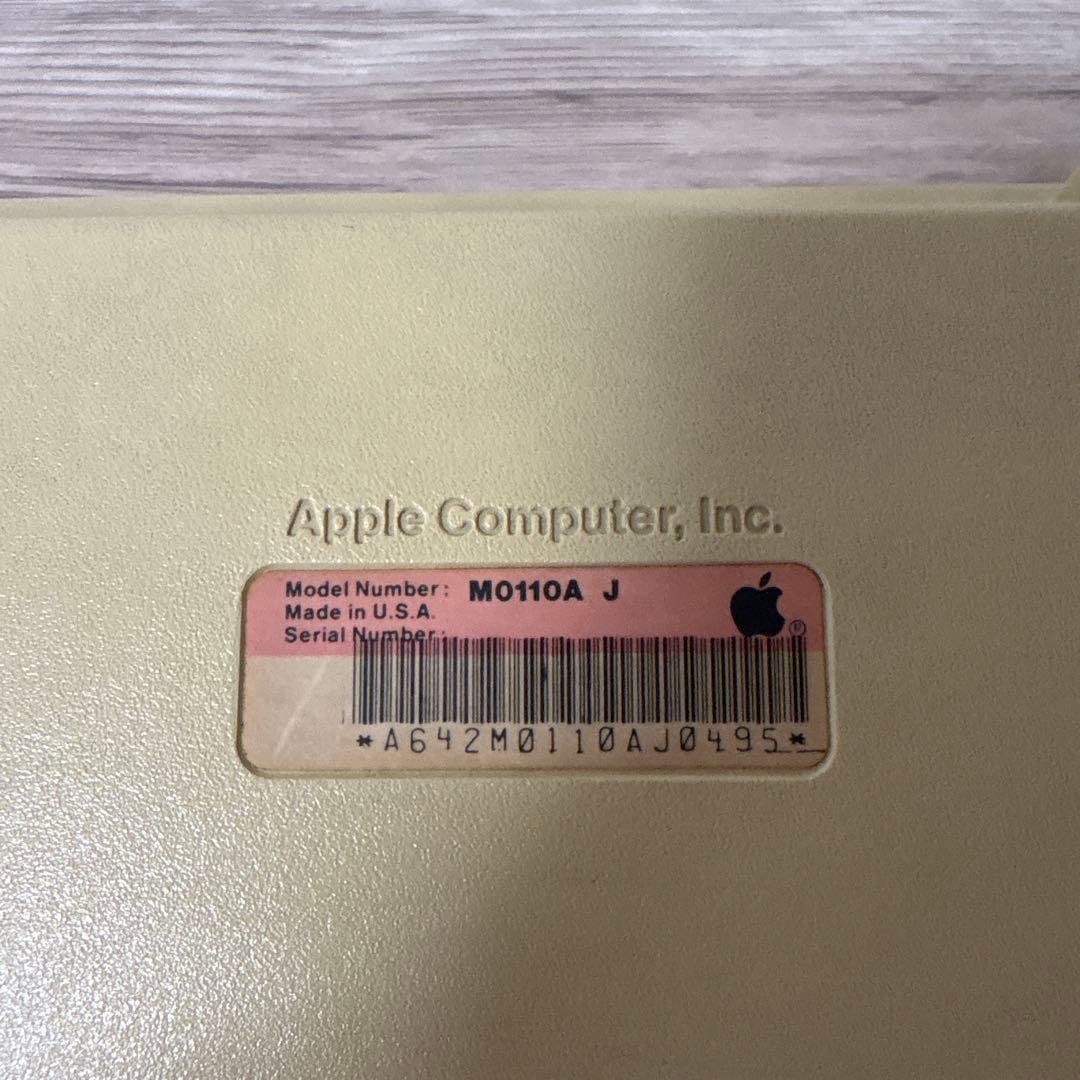 Apple Computer, Inc.
Model Number: M0110A J
Made in U.S.A.
Serial Number:
*A642M0110AJ0495*